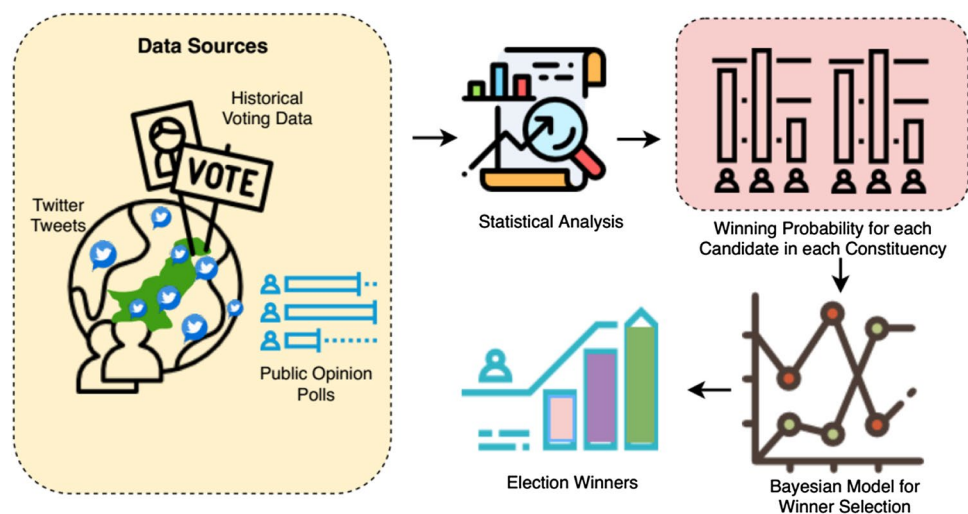 Data Sources
Historical
Voting Data
VOTE
Twitter
Tweets
Public Opinion
Polls
Statistical Analysis
Winning Probability for each
Candidate in each Constituency
Bayesian Model for
Winner Selection
Election Winners